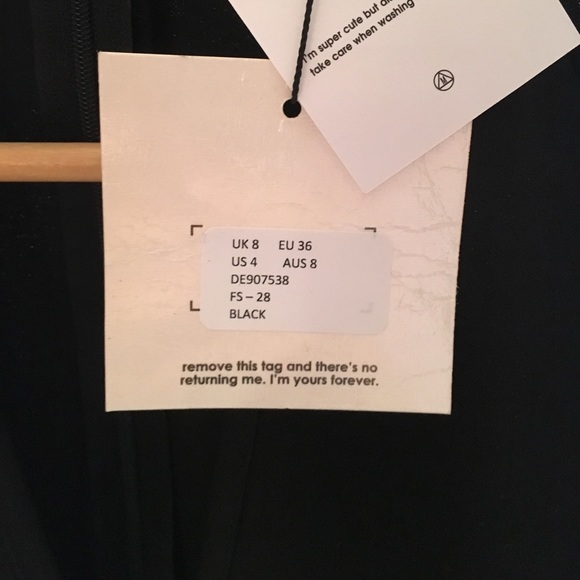 I'm super cute but
take care when washing
UK 8 EU 36
US 4 AUS 8
DE907538
FS – 28
BLACK
remove this tag and there's no
returning me. I'm yours forever.